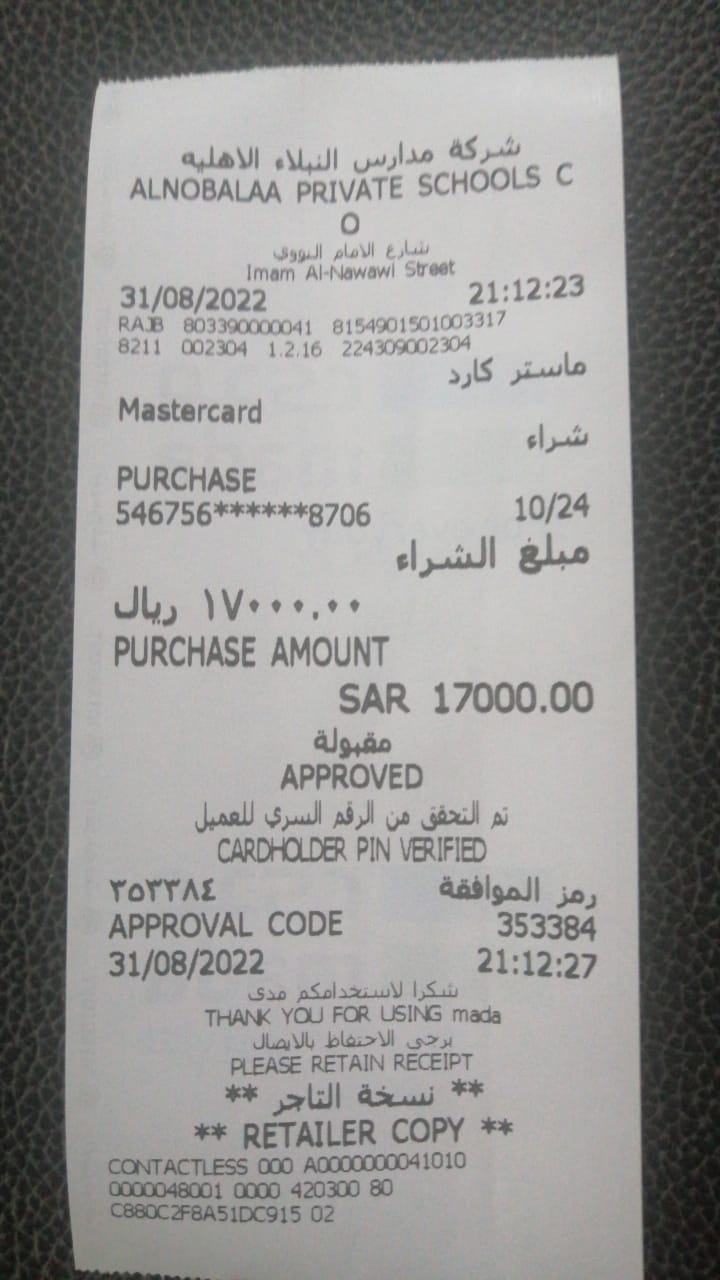 شركة مدارس النبلاء الاهليه
ALNOBALAA PRIVATE SCHOOLS C
O
شارع الامام النووي
Imam Al-Nawawi Street
31/08/2022 21:12:23
RAJB 803390000041 8154901501003317
8211 002304 1.2.16 224309002304
ماستر كارد
Mastercard
شراء
PURCHASE
546756******8706 10/24
مبلغ الشراء
١٧٠٠٠,٠٠ ريال
PURCHASE AMOUNT
SAR 17000.00
مقبولة
APPROVED
تم التحقق من الرقم السري للعميل
CARDHOLDER PIN VERIFIED
رمز الموافقة ٣٥٣٣٨٤
APPROVAL CODE 353384
31/08/2022 21:12:27
شكرا لاستخدامكم مدى
THANK YOU FOR USING mada
يرجى الاحتفاظ بالايصال
PLEASE RETAIN RECEIPT
** نسخة التاجر **
** RETAILER COPY **
CONTACTLESS 000 A0000000041010
0000048001 0000 420300 80
C880C2F8A51DC915 02